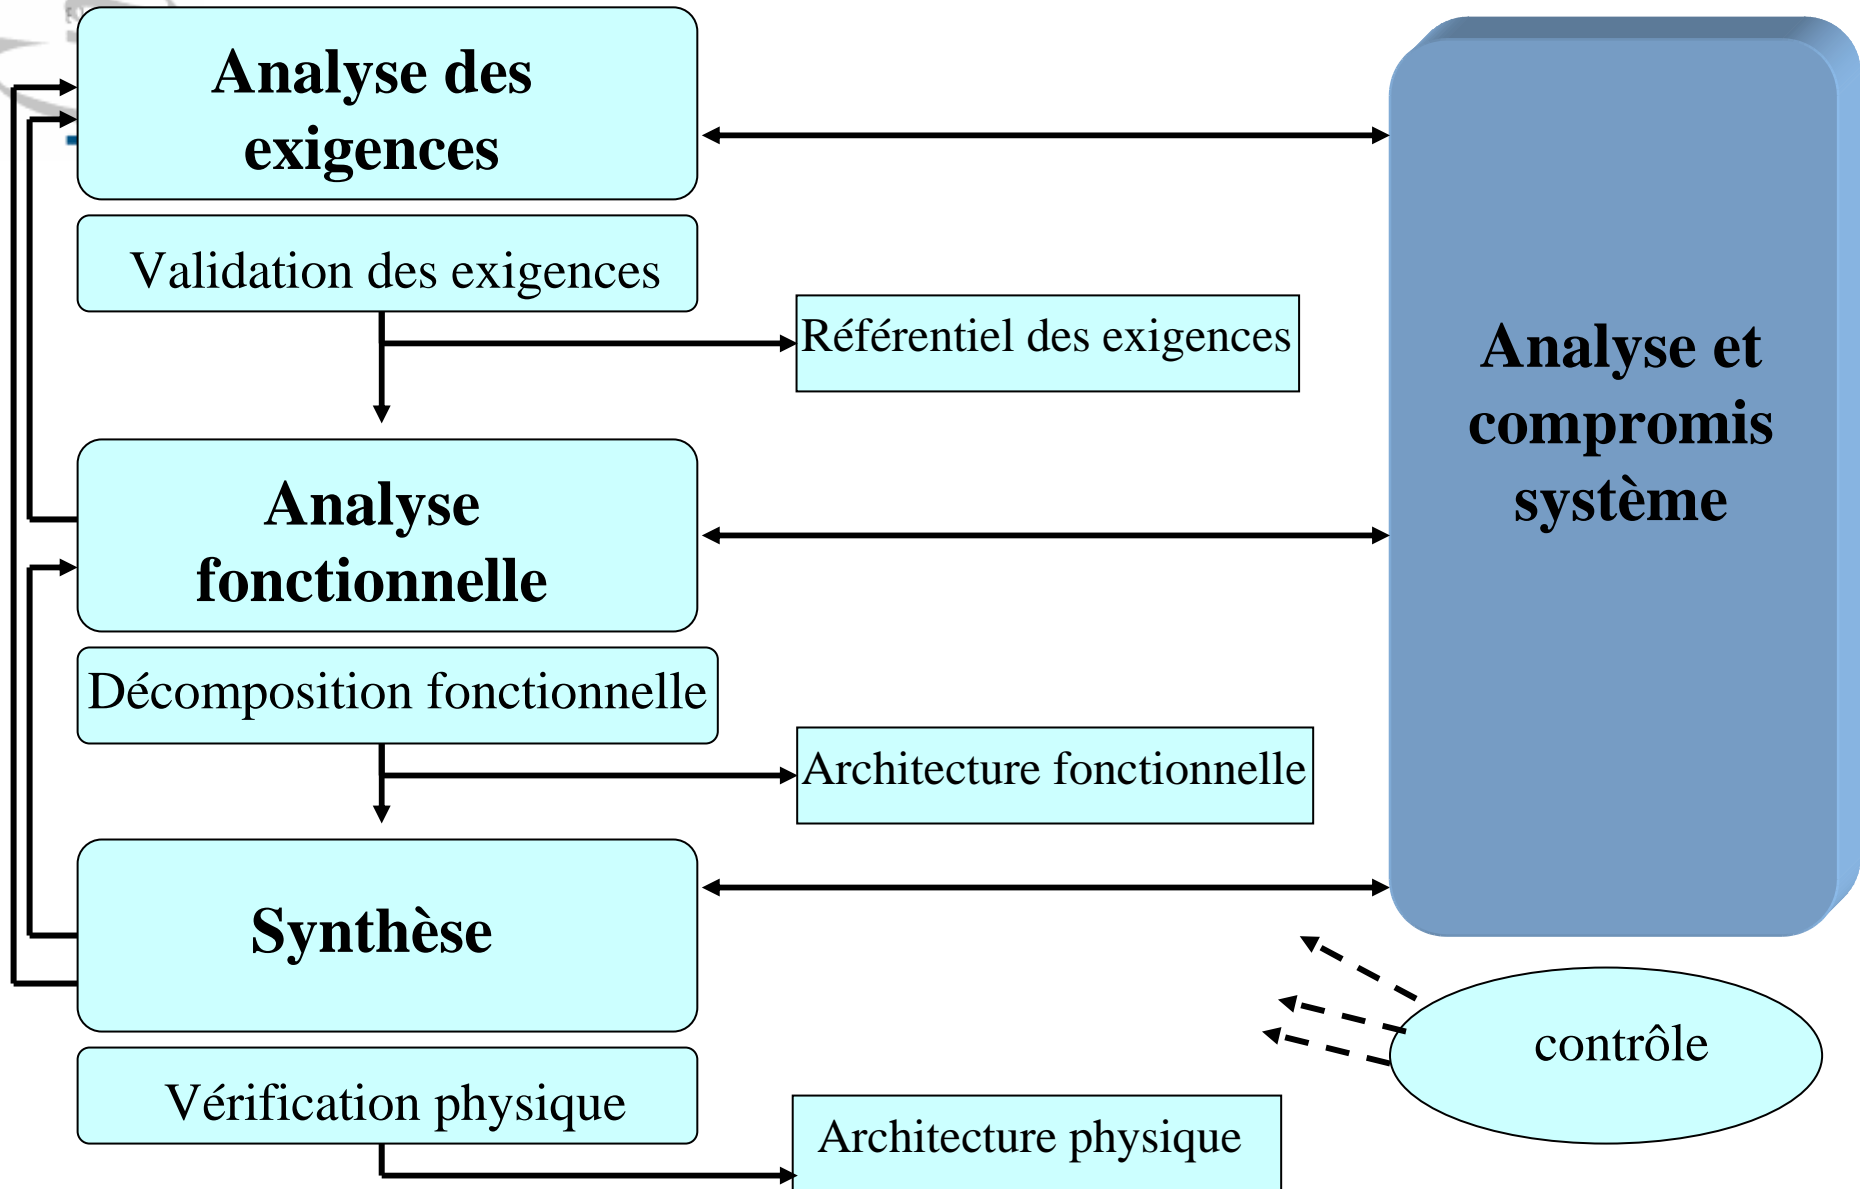 Analyse des
exigences
Validation des exigences
Référentiel des exigences
Analyse
fonctionnelle
Décomposition fonctionnelle
Architecture fonctionnelle
Synthèse
Vérification physique
Architecture physique
Analyse et
compromis
système
contrôle